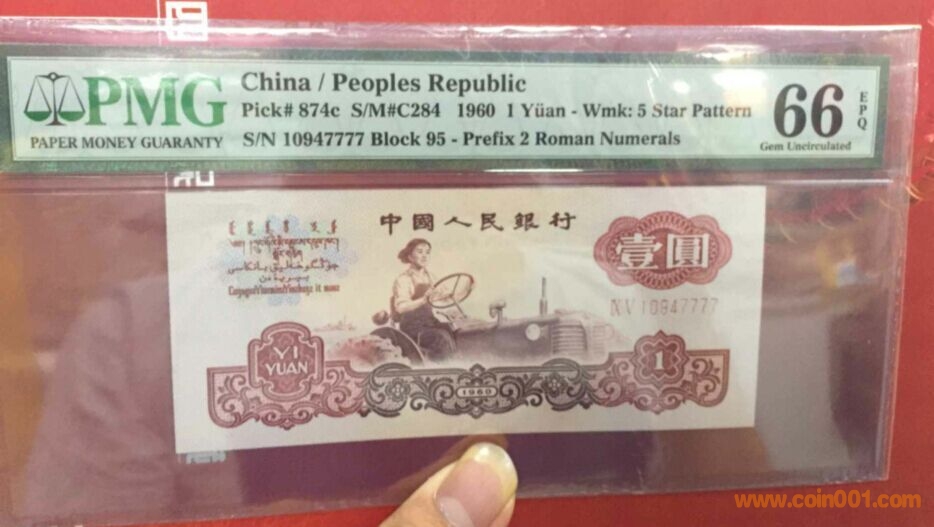 PMG
PAPER MONEY GUARANTY
China / Peoples Republic
Pick# 874c S/M#C284 1960 1 Yüan - Wmk: 5 Star Pattern
S/N 10947777 Block 95 - Prefix 2 Roman Numerals
66
EPQ
Gem Uncirculated
中國人民銀行
壹圓
10947777
YI
YUAN
1
1960
www.coin001.com